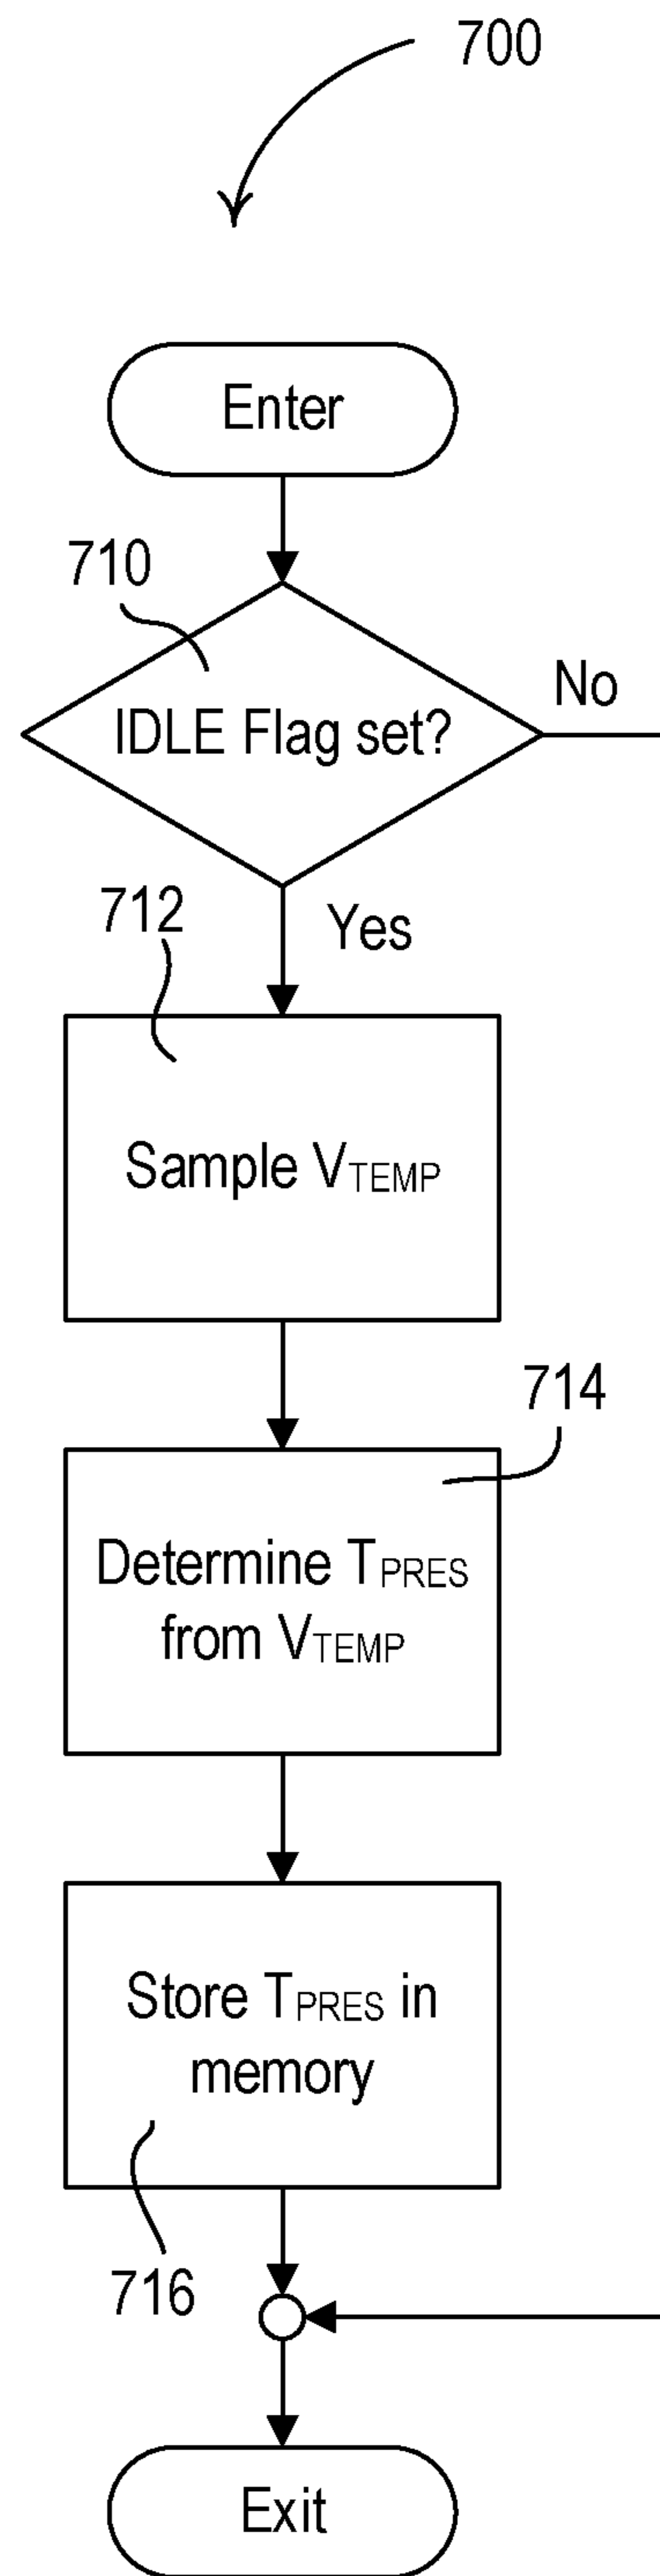 700
Enter
710
IDLE Flag set?
No
712
Yes
Sample VTEMP
714
Determine TPRES
from VTEMP
Store TPRES in
memory
716
Exit